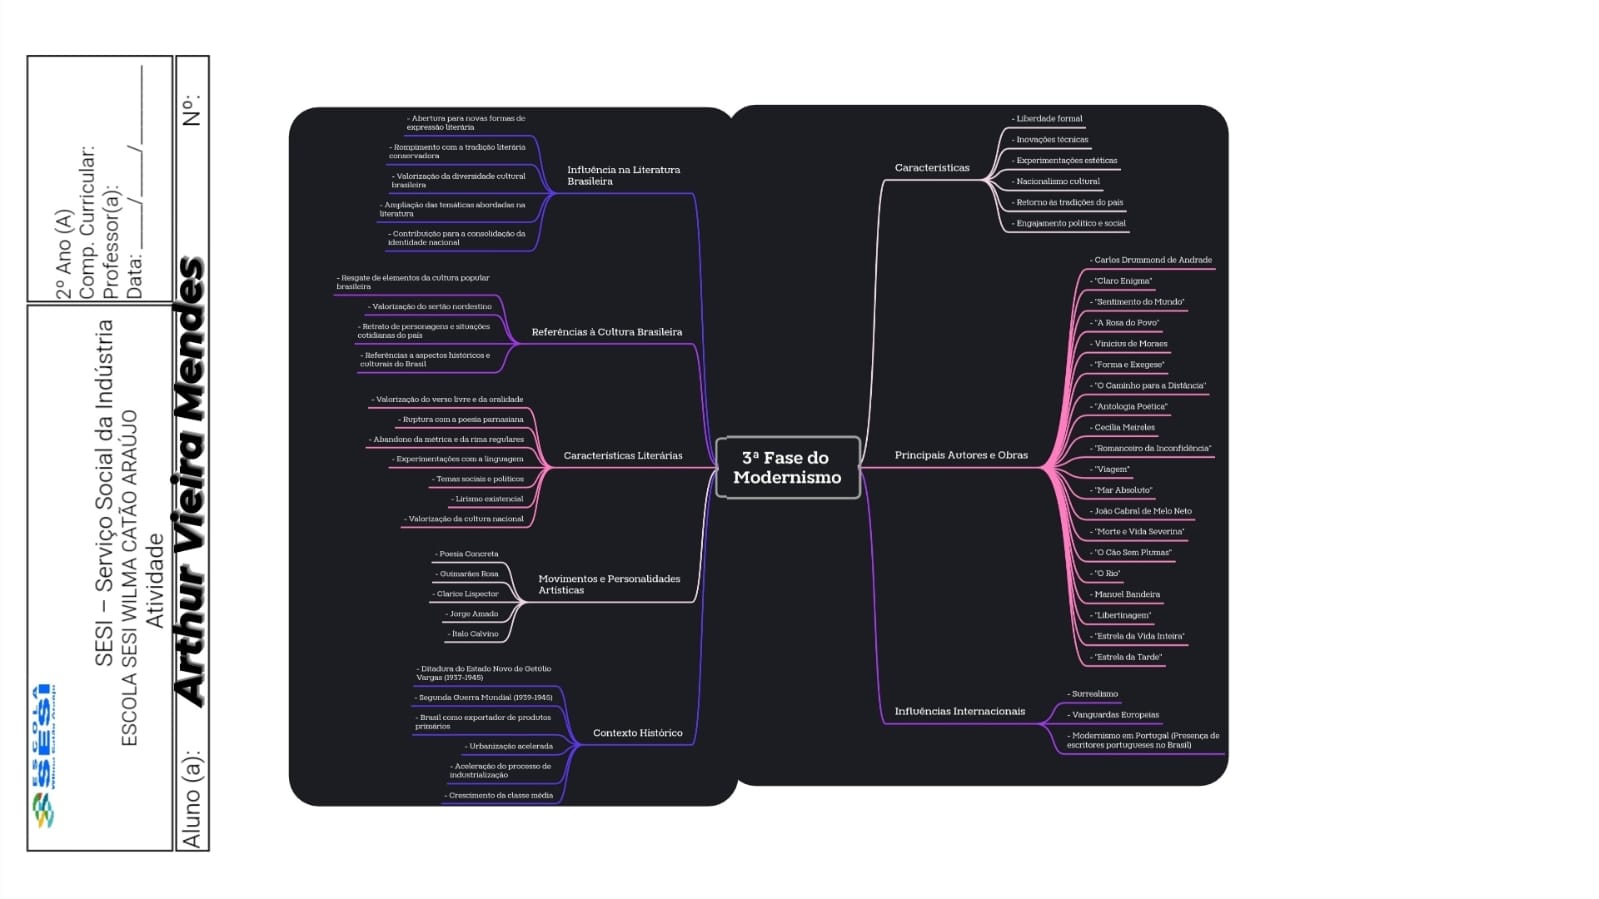 ESCOLA
SESI
Wilma Catão Araújo
SESI – Serviço Social da Indústria
ESCOLA SESI WILMA CATÃO ARAÚJO
Atividade
2º Ano (A)
Comp. Curricular:
Professor(a):
Data: _____/_____/_________
Aluno (a): Arthur Vieira Mendes Nº:
3ª Fase do
Modernismo
Influência na Literatura
Brasileira
- Abertura para novas formas de
expressão literária
- Rompimento com a tradição literária
conservadora
- Valorização da diversidade cultural
brasileira
- Ampliação das temáticas abordadas na
literatura
- Contribuição para a consolidação da
identidade nacional
Referências à Cultura Brasileira
- Resgate de elementos da cultura popular
brasileira
- Valorização do sertão nordestino
- Retrato de personagens e situações
cotidianas do país
- Referências a aspectos históricos e
culturais do Brasil
Características Literárias
- Valorização do verso livre e da oralidade
- Ruptura com a poesia parnasiana
- Abandono da métrica e da rima regulares
- Experimentações com a linguagem
- Temas sociais e políticos
- Lirismo existencial
- Valorização da cultura nacional
Movimentos e Personalidades
Artísticas
- Poesia Concreta
- Guimarães Rosa
- Clarice Lispector
- Jorge Amado
- Ítalo Calvino
Contexto Histórico
- Ditadura do Estado Novo de Getúlio
Vargas (1937-1945)
- Segunda Guerra Mundial (1939-1945)
- Brasil como exportador de produtos
primários
- Urbanização acelerada
- Aceleração do processo de
industrialização
- Crescimento da classe média
Características
- Liberdade formal
- Inovações técnicas
- Experimentações estéticas
- Nacionalismo cultural
- Retorno às tradições do país
- Engajamento político e social
Principais Autores e Obras
- Carlos Drummond de Andrade
- "Claro Enigma"
- "Sentimento do Mundo"
- "A Rosa do Povo"
- Vinicius de Moraes
- "Forma e Exegese"
- "O Caminho para a Distância"
- "Antologia Poética"
- Cecília Meireles
- "Romanceiro da Inconfidência"
- "Viagem"
- "Mar Absoluto"
- João Cabral de Melo Neto
- "Morte e Vida Severina"
- "O Cão Sem Plumas"
- "O Rio"
- Manuel Bandeira
- "Libertinagem"
- "Estrela da Vida Inteira"
- "Estrela da Tarde"
Influências Internacionais
- Surrealismo
- Vanguardas Europeias
- Modernismo em Portugal (Presença de
escritores portugueses no Brasil)